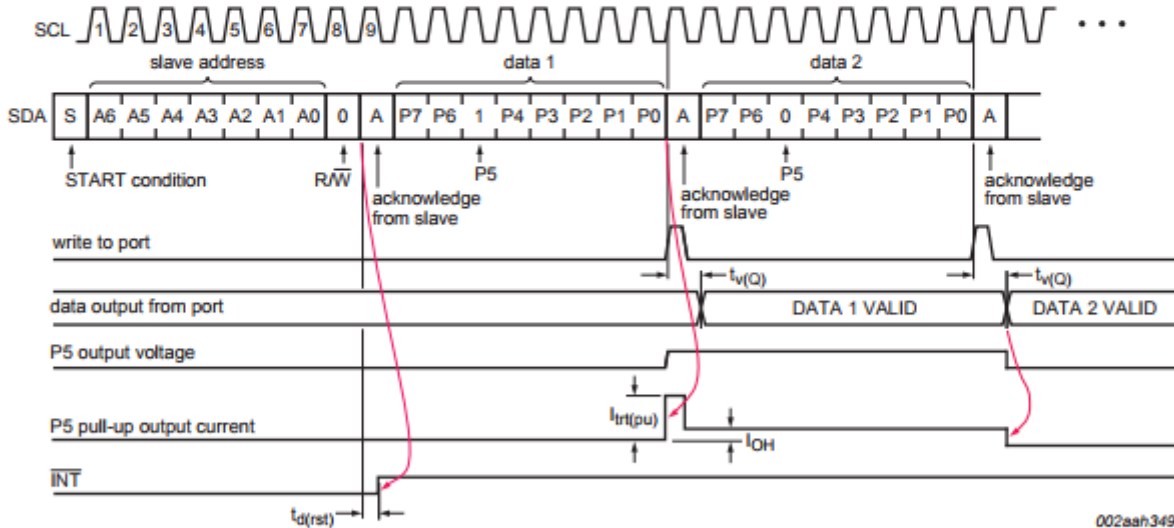 SCL 1 2 3 4 5 6 7 8 9
slave address data 1 data 2
SDA S A6 A5 A4 A3 A2 A1 A0 0 A P7 P6 1 P4 P3 P2 P1 P0 A P7 P6 0 P4 P3 P2 P1 P0 A
START condition R/W̅ P5 P5
acknowledge from slave acknowledge from slave acknowledge from slave
write to port
tv(Q) tv(Q)
data output from port DATA 1 VALID DATA 2 VALID
P5 output voltage
Itrt(pu)
P5 pull-up output current IOH
I̅N̅T̅
td(rst)
002aah349